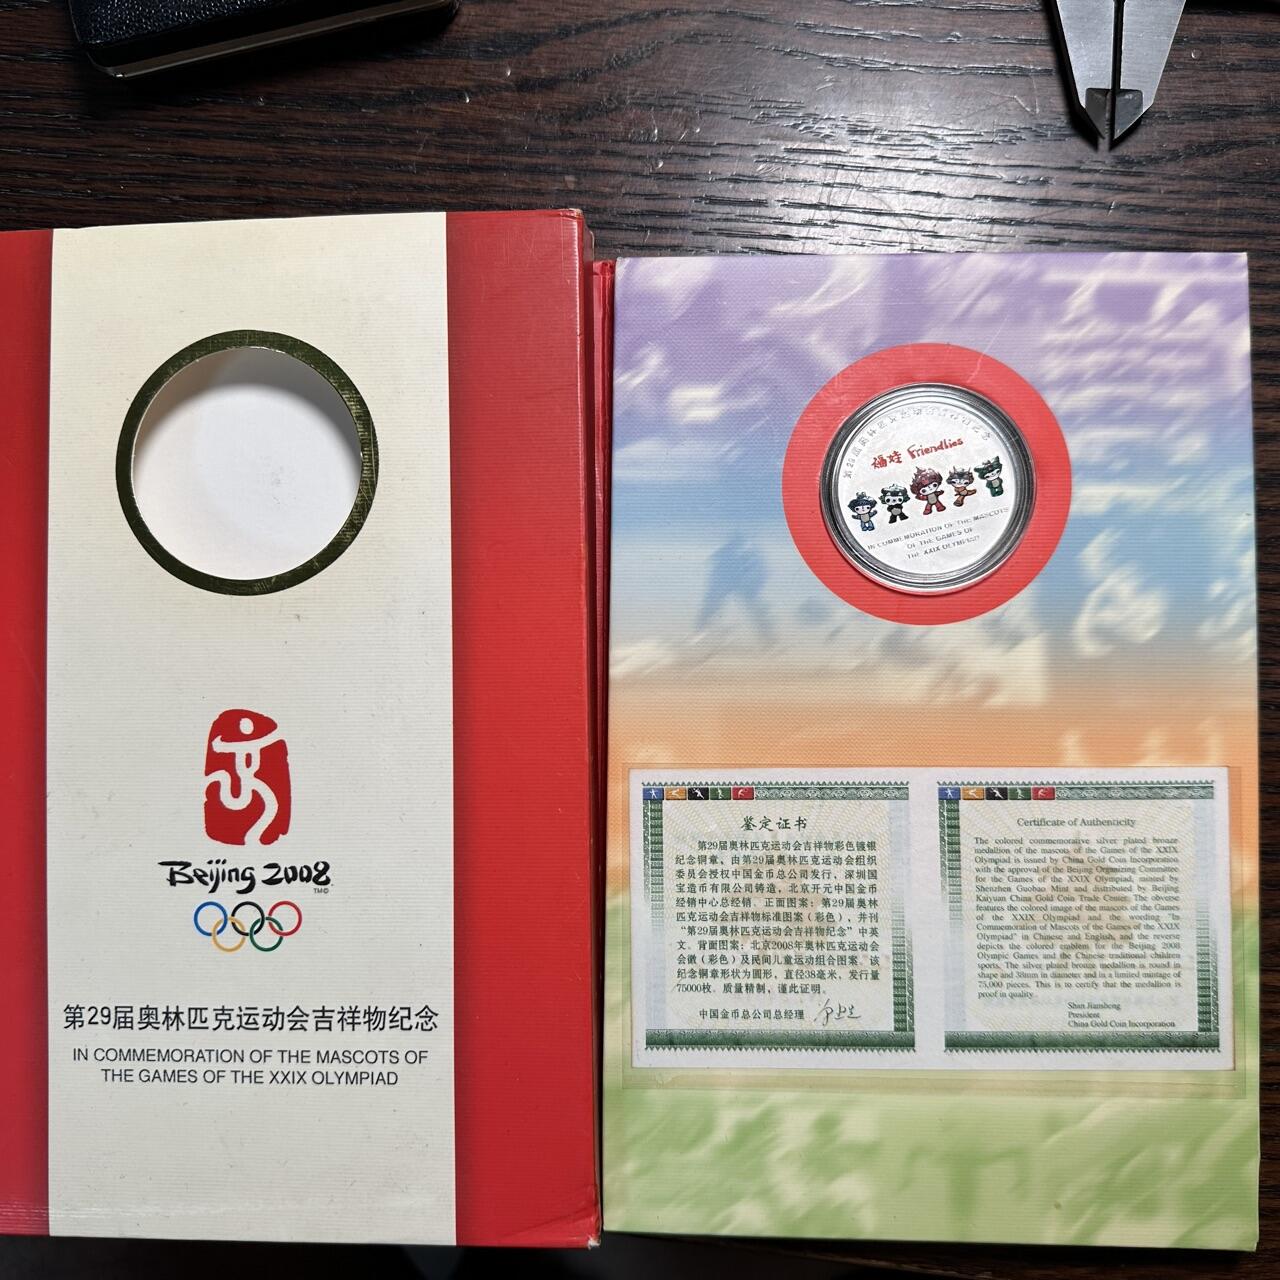 Beijing 2008
TM©
第29届奥林匹克运动会吉祥物纪念
IN COMMEMORATION OF THE MASCOTS OF
THE GAMES OF THE XXIX OLYMPIAD
第29届奥林匹克运动会吉祥物纪念
福娃 Friendlies
IN COMMEMORATION OF THE MASCOTS
OF THE GAMES OF
THE XXIX OLYMPIAD
鉴定证书
第29届奥林匹克运动会吉祥物彩色镀银
纪念铜章，由第29届奥林匹克运动会组织
委员会授权中国金币总公司发行，深圳国
宝造币有限公司铸造，北京开元中国金币
经销中心总经销。正面图案：第29届奥林
匹克运动会吉祥物标准图案（彩色），并刊
“第29届奥林匹克运动会吉祥物纪念”中英
文。背面图案：北京2008年奥林匹克运动会
会徽（彩色）及民间儿童运动组合图案。该
纪念铜章形状为圆形，直径38毫米，发行量
75000枚。质量精制，谨此证明。
中国金币总公司总经理
Certificate of Authenticity
The colored commemorative silver plated bronze
medallion of the mascots of the Games of the XXIX
Olympiad is issued by China Gold Coin Incorporation
with the approval of the Beijing Organizing Committee
for the Games of the XXIX Olympiad, minted by
Shenzhen Guobao Mint and distributed by Beijing
Kaiyuan China Gold Coin Trade Center. The obverse
features the colored image of the mascots of the Games
of the XXIX Olympiad and the wording "In
Commemoration of Mascots of the Games of the XXIX
Olympiad" in Chinese and English, and the reverse
depicts the colored emblem for the Beijing 2008
Olympic Games and the Chinese traditional children
sports. The silver plated bronze medallion is round in
shape and 38mm in diameter and in a limited mintage of
75,000 pieces. This is to certify that the medallion is
proof in quality.
Shan Jiansheng
President
China Gold Coin Incorporation